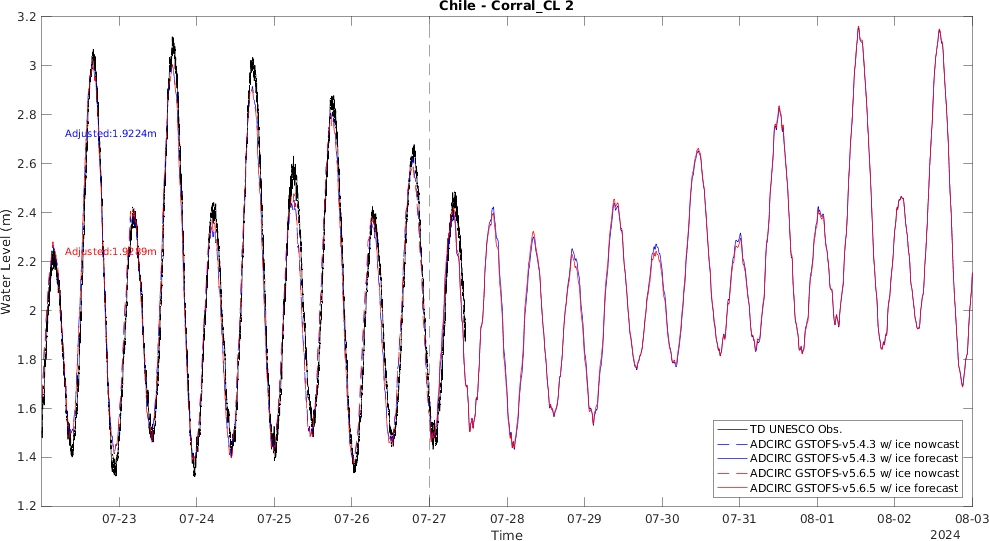 Chile - Corral_CL 2
Water Level (m)
3.2
3
2.8
2.6
2.4
2.2
2
1.8
1.6
1.4
1.2
Adjusted:1.9224m
Adjusted:1.9289m
TD UNESCO Obs.
ADCIRC GSTOFS-v5.4.3 w/ ice nowcast
ADCIRC GSTOFS-v5.4.3 w/ ice forecast
ADCIRC GSTOFS-v5.6.5 w/ ice nowcast
ADCIRC GSTOFS-v5.6.5 w/ ice forecast
07-23 07-24 07-25 07-26 07-27 07-28 07-29 07-30 07-31 08-01 08-02 08-03
Time
2024